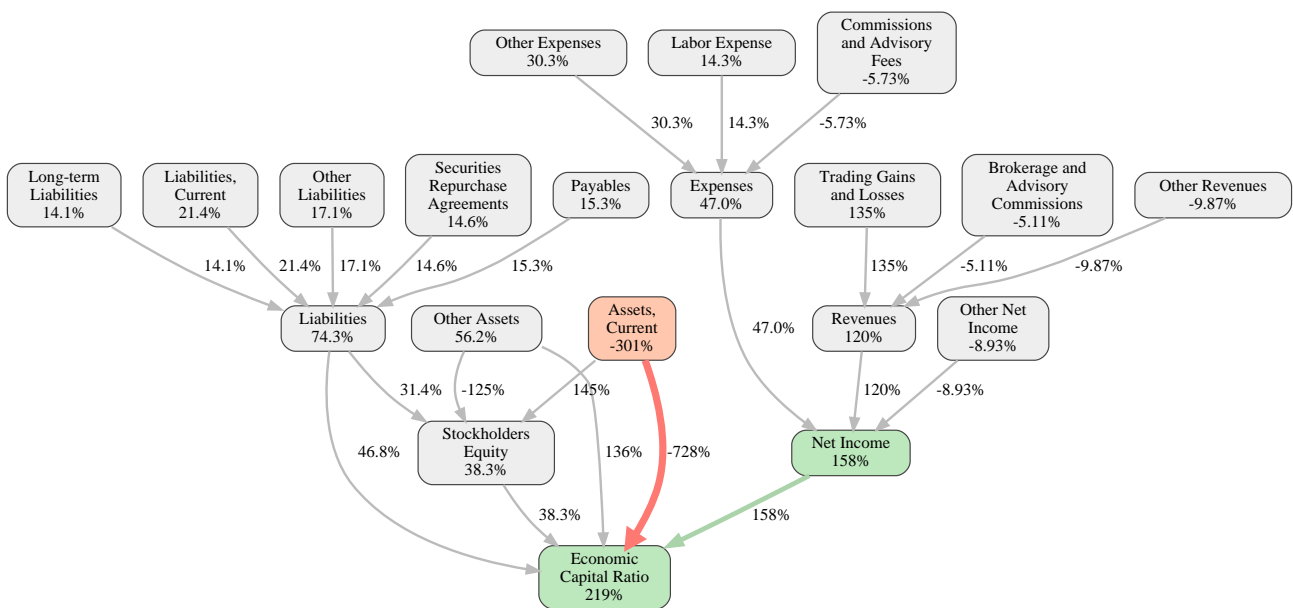 Other Expenses
30.3%
Labor Expense
14.3%
Commissions
and Advisory
Fees
-5.73%
30.3%
14.3%
-5.73%
Long-term
Liabilities
14.1%
Liabilities,
Current
21.4%
Other
Liabilities
17.1%
Securities
Repurchase
Agreements
14.6%
Payables
15.3%
Expenses
47.0%
Trading Gains
and Losses
135%
Brokerage and
Advisory
Commissions
-5.11%
Other Revenues
-9.87%
14.1%
21.4%
17.1%
14.6%
15.3%
135%
-5.11%
-9.87%
Liabilities
74.3%
Other Assets
56.2%
Assets,
Current
-301%
47.0%
Revenues
120%
Other Net
Income
-8.93%
31.4%
-125%
145%
120%
-8.93%
46.8%
Stockholders
Equity
38.3%
136%
-728%
Net Income
158%
38.3%
158%
Economic
Capital Ratio
219%